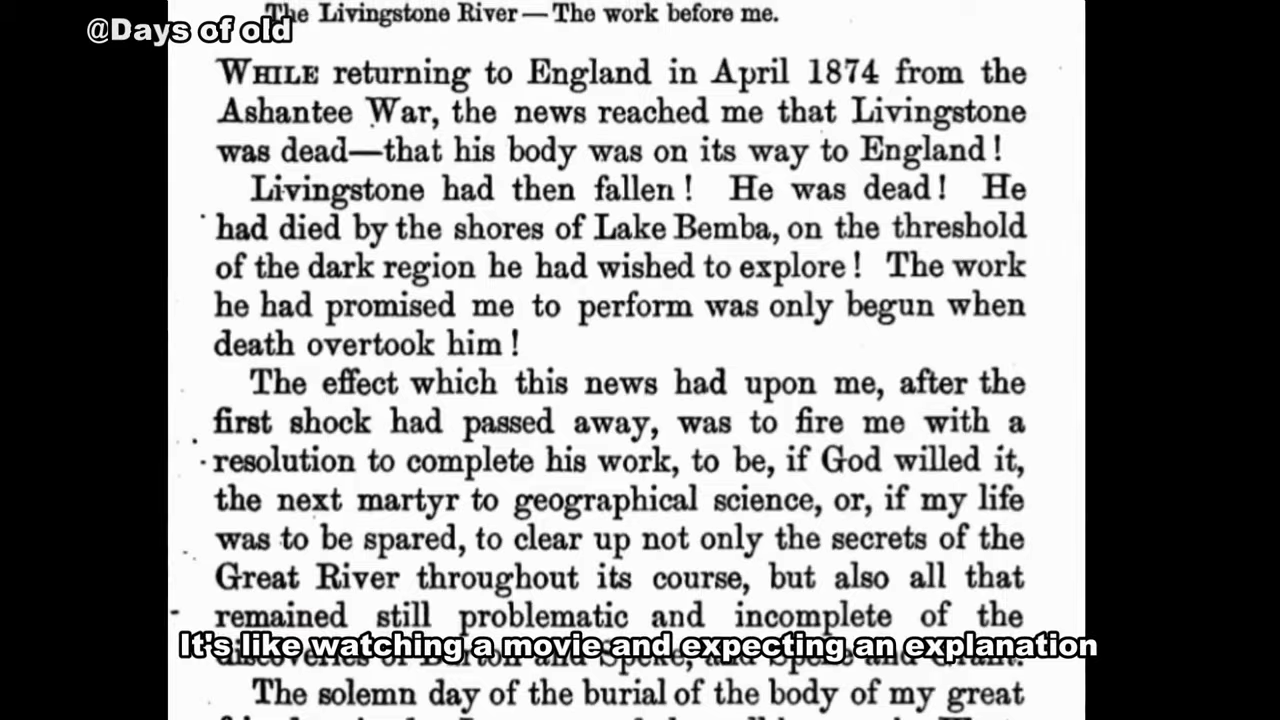 The Livingstone River—The work before me.
@Days of old
WHILE returning to England in April 1874 from the
Ashantee War, the news reached me that Livingstone
was dead—that his body was on its way to England!
Livingstone had then fallen! He was dead! He
had died by the shores of Lake Bemba, on the threshold
of the dark region he had wished to explore! The work
he had promised me to perform was only begun when
death overtook him!
The effect which this news had upon me, after the
first shock had passed away, was to fire me with a
resolution to complete his work, to be, if God willed it,
the next martyr to geographical science, or, if my life
was to be spared, to clear up not only the secrets of the
Great River throughout its course, but also all that
remained still problematic and incomplete of the
It's like watching a movie and expecting an explanation
discoveries of Burton and Speke, and Speke and Grant.
The solemn day of the burial of the body of my great